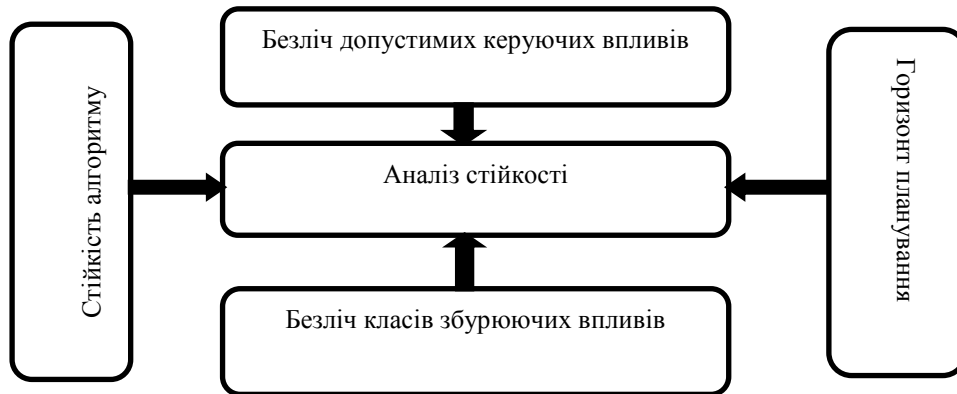 Безліч допустимих керуючих впливів
Стійкість алгоритму
Аналіз стійкості
Горизонт планування
Безліч класів збурюючих впливів